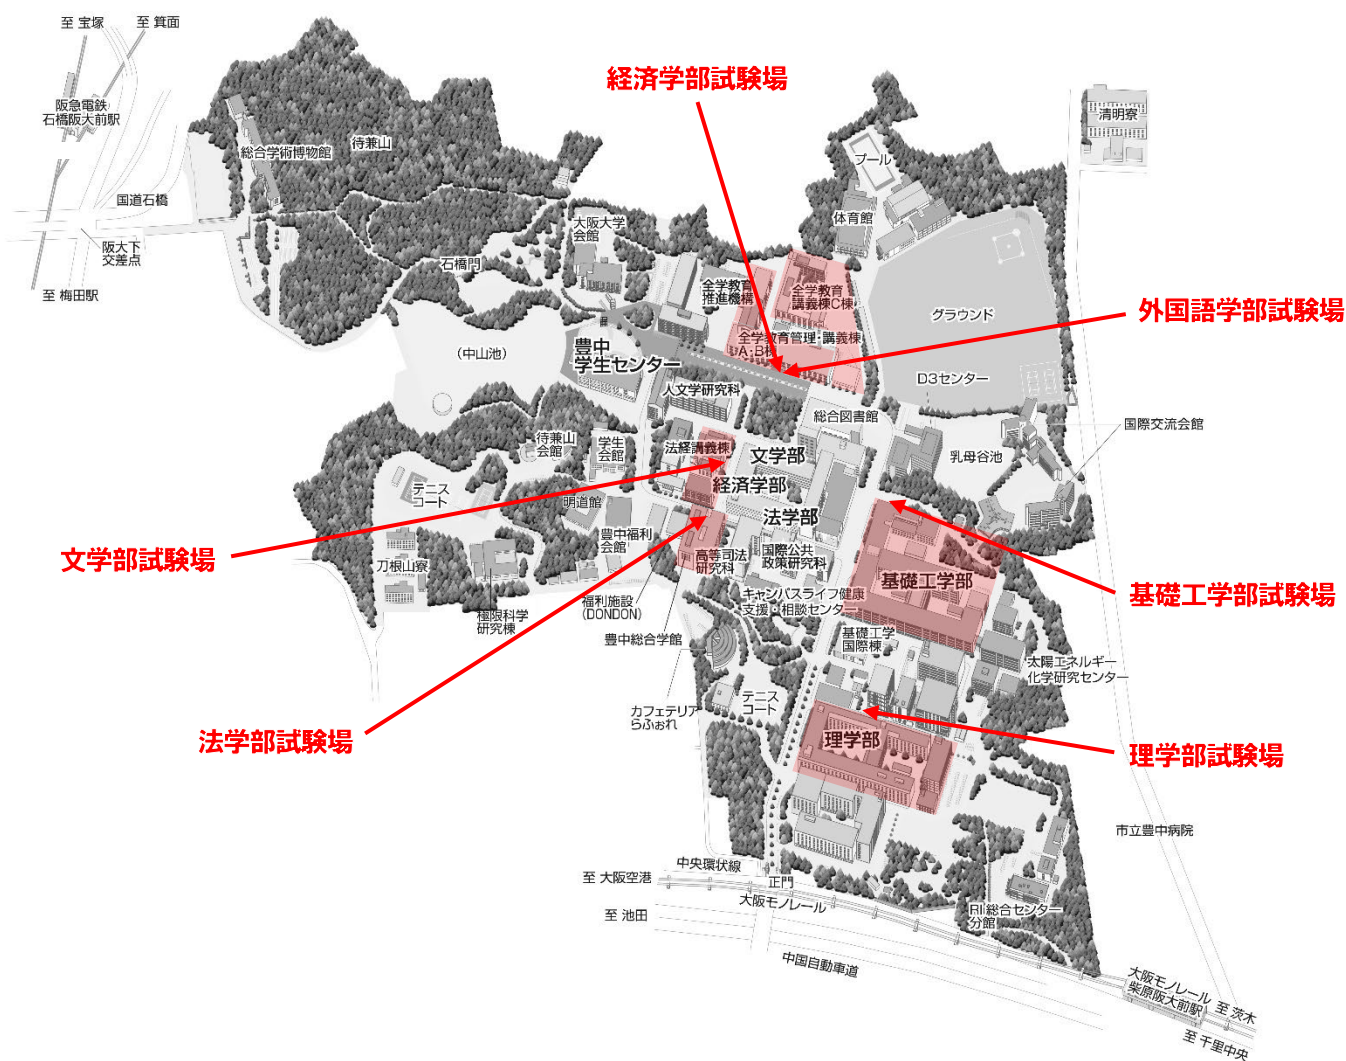 至 宝塚
至 箕面
阪急電鉄
石橋阪大前駅
総合学術博物館
待兼山
国道石橋
阪大下
交差点
至 梅田駅
石橋門
大阪大学
会館
経済学部試験場
プール
体育館
清明寮
全学教育
推進機構
全学教育
講義棟C棟
全学教育管理・講義棟
A・B棟
グラウンド
外国語学部試験場
(中山池)
豊中
学生センター
人文学研究科
D3センター
総合図書館
国際交流会館
待兼山
会館
学生
会館
法経講義棟
文学部
乳母谷池
経済学部
法学部
テニス
コート
明道館
豊中福利
会館
文学部試験場
刀根山寮
高等司法
研究科
国際公共
政策研究科
基礎工学部
基礎工学部試験場
極限科学
研究棟
福利施設
(DONDON)
キャンパスライフ健康
支援・相談センター
豊中総合学館
基礎工学
国際棟
太陽エネルギー
化学研究センター
カフェテリア
らふぉれ
テニス
コート
法学部試験場
理学部
理学部試験場
市立豊中病院
中央環状線
至 大阪空港
正門
大阪モノレール
至 池田
RI総合センター
分館
中国自動車道
大阪モノレール
柴原阪大前駅
至 茨木
至 千里中央